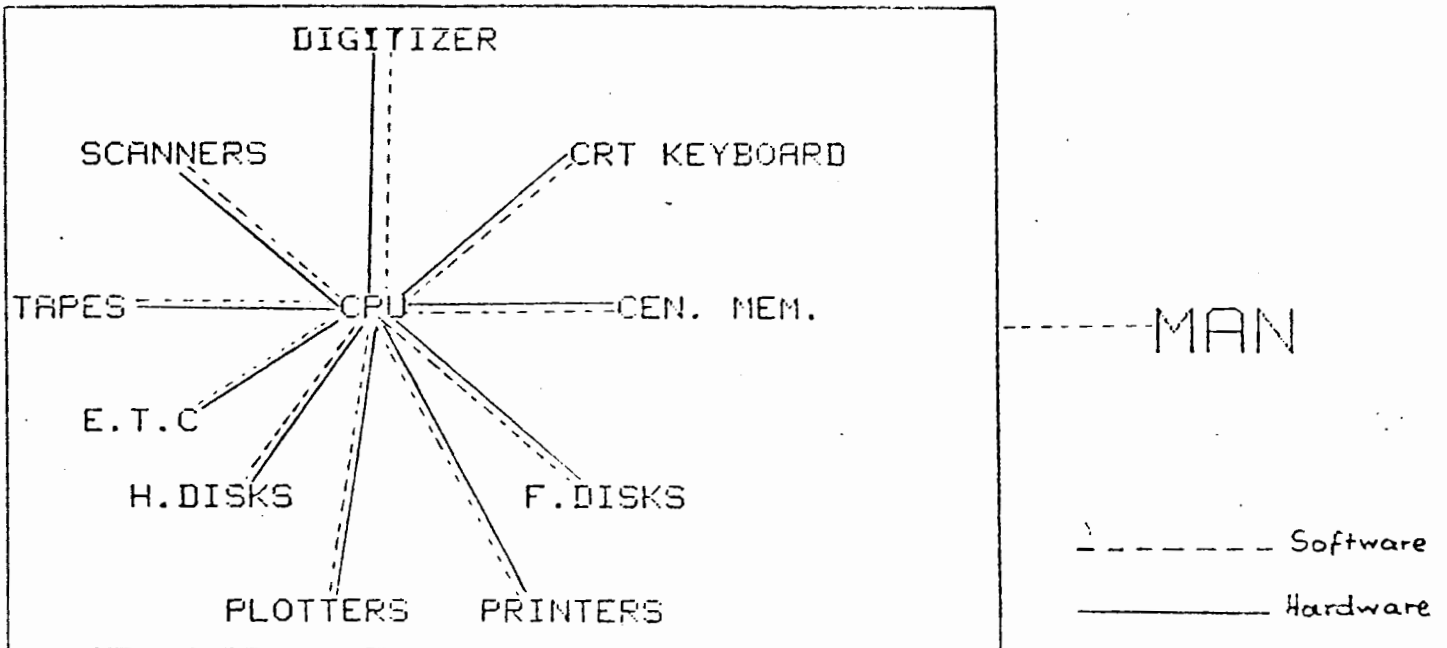 DIGITIZER
SCANNERS
CRT KEYBOARD
TAPES
CPU
CEN. MEM.
MAN
E.T.C
H.DISKS
F.DISKS
Software
PLOTTERS
PRINTERS
Hardware